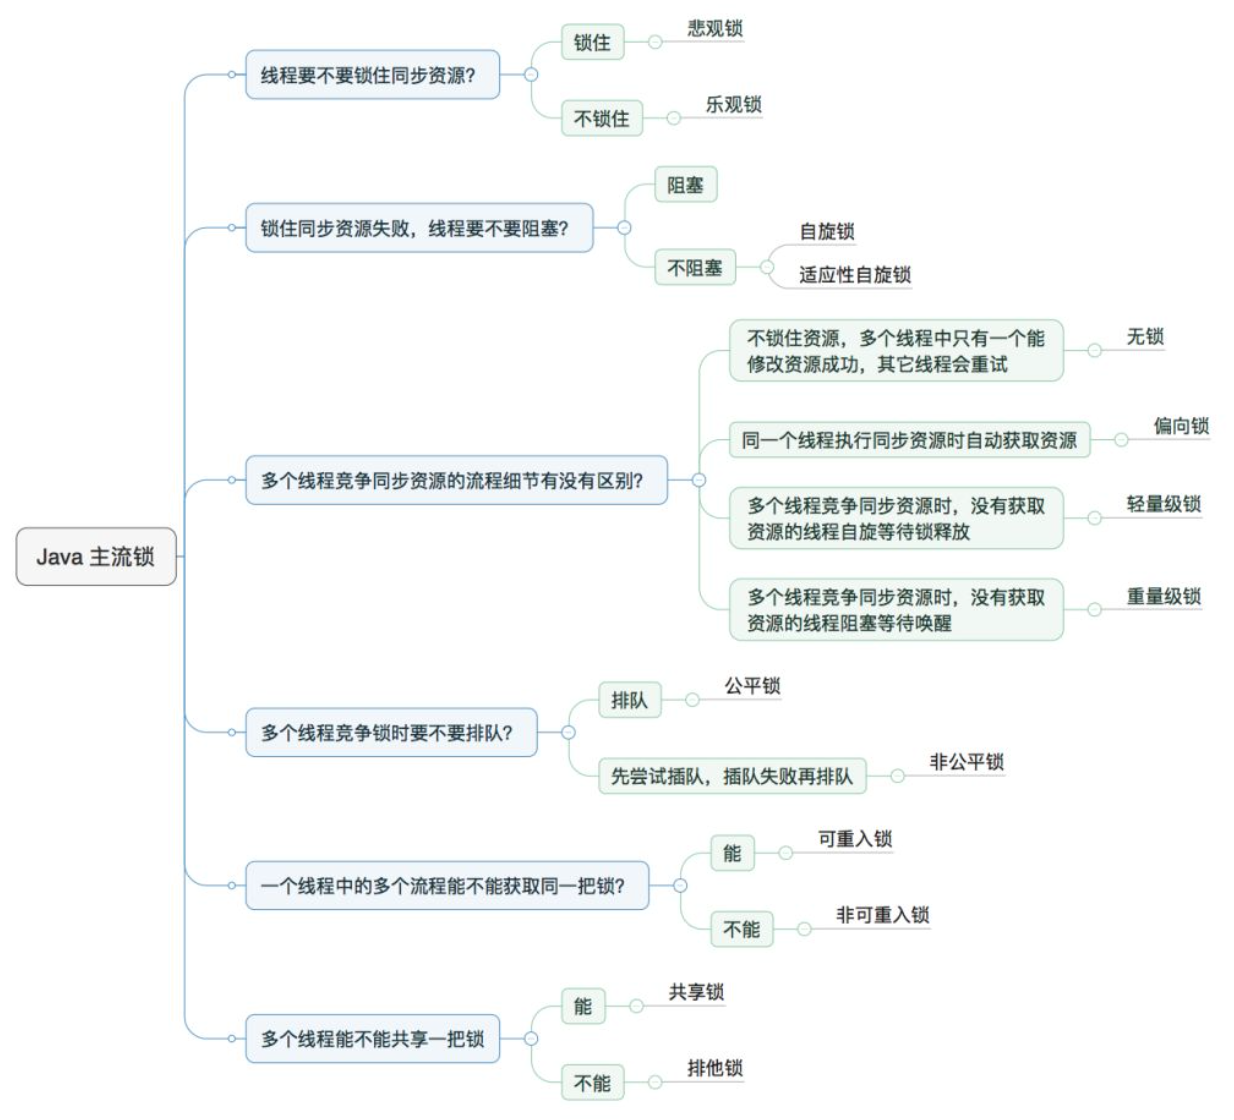 Java 主流锁
线程要不要锁住同步资源？
锁住
悲观锁
不锁住
乐观锁
锁住同步资源失败，线程要不要阻塞？
阻塞
不阻塞
自旋锁
适应性自旋锁
多个线程竞争同步资源的流程细节有没有区别？
不锁住资源，多个线程中只有一个能
修改资源成功，其它线程会重试
无锁
同一个线程执行同步资源时自动获取资源
偏向锁
多个线程竞争同步资源时，没有获取
资源的线程自旋等待锁释放
轻量级锁
多个线程竞争同步资源时，没有获取
资源的线程阻塞等待唤醒
重量级锁
多个线程竞争锁时要不要排队？
排队
公平锁
先尝试插队，插队失败再排队
非公平锁
一个线程中的多个流程能不能获取同一把锁？
能
可重入锁
不能
非可重入锁
多个线程能不能共享一把锁
能
共享锁
不能
排他锁